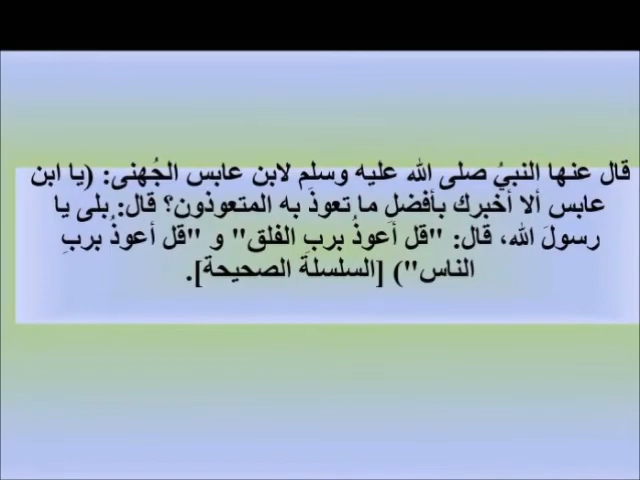 قال عنها النبيُ صلى الله عليه وسلم لابن عابس الجُهنى: (يا ابن
عابس ألا أخبرك بأفضلِ ما تعوذَ به المتعوذون؟ قال: بلى يا
رسولَ الله، قال: "قل أعوذُ بربِ الفلق" و "قل أعوذُ بربِ
الناس") [السلسلة الصحيحة].